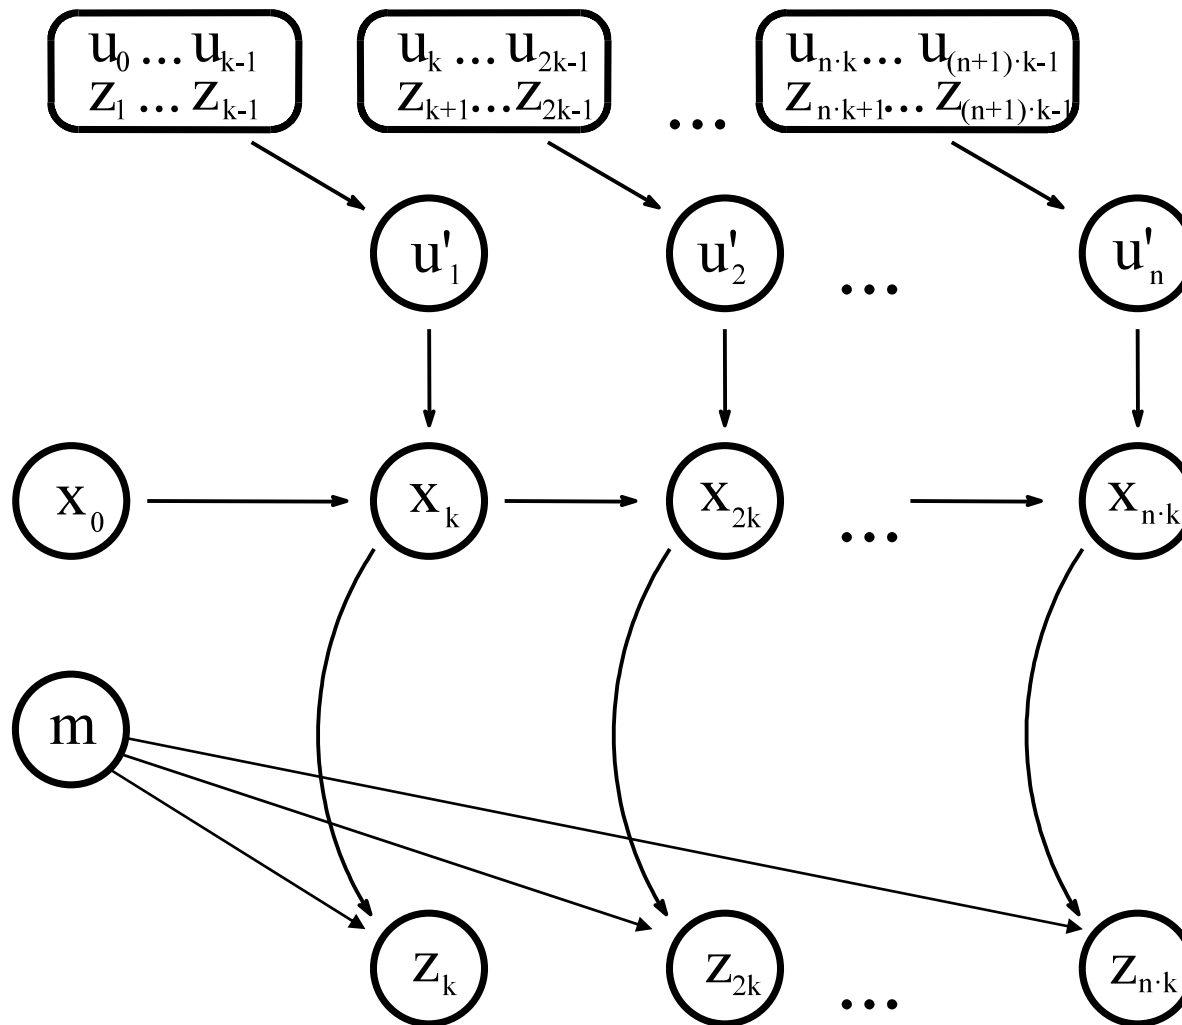 u₀ ... uₖ₋₁
z₁ ... zₖ₋₁
uₖ ... u₂ₖ₋₁
zₖ₊₁...z₂ₖ₋₁
...
uₙ.ₖ... u₍ₙ₊₁₎.ₖ₋₁
zₙ.ₖ₊₁... z₍ₙ₊₁₎.ₖ₋₁
u'₁
u'₂
...
u'ₙ
x₀
xₖ
x₂ₖ
...
xₙ.ₖ
m
zₖ
z₂ₖ
...
zₙ.ₖ